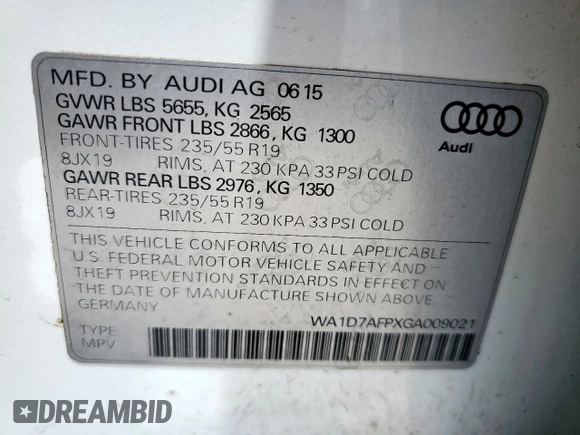 MFD. BY AUDI AG 0615
GVWR LBS 5655, KG 2565
GAWR FRONT LBS 2866, KG 1300
FRONT-TIRES 235/55 R19
8JX19 RIMS, AT 230 KPA 33 PSI COLD
GAWR REAR LBS 2976, KG 1350
REAR-TIRES 235/55 R19
8JX19 RIMS, AT 230 KPA 33 PSI COLD
Audi
THIS VEHICLE CONFORMS TO ALL APPLICABLE
U.S. FEDERAL MOTOR VEHICLE SAFETY AND
THEFT PREVENTION STANDARDS IN EFFECT ON
THE DATE OF MANUFACTURE SHOWN ABOVE
GERMANY
WA1D7AFPXGA009021
TYPE
MPV
DREAMBID